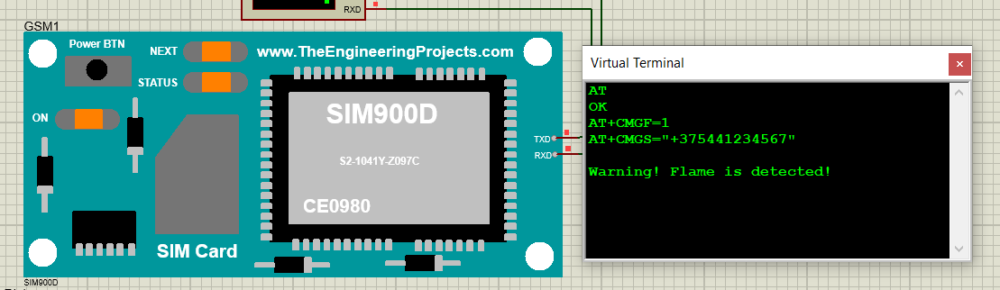 RXD
GSM1
Power BTN
NEXT
www.TheEngineeringProjects.com
STATUS
ON
SIM900D
S2-1041Y-Z097C
CE0980
SIM Card
SIM900D
TXD
RXD
Virtual Terminal
AT
OK
AT+CMGF=1
AT+CMGS="+375441234567"
Warning! Flame is detected!